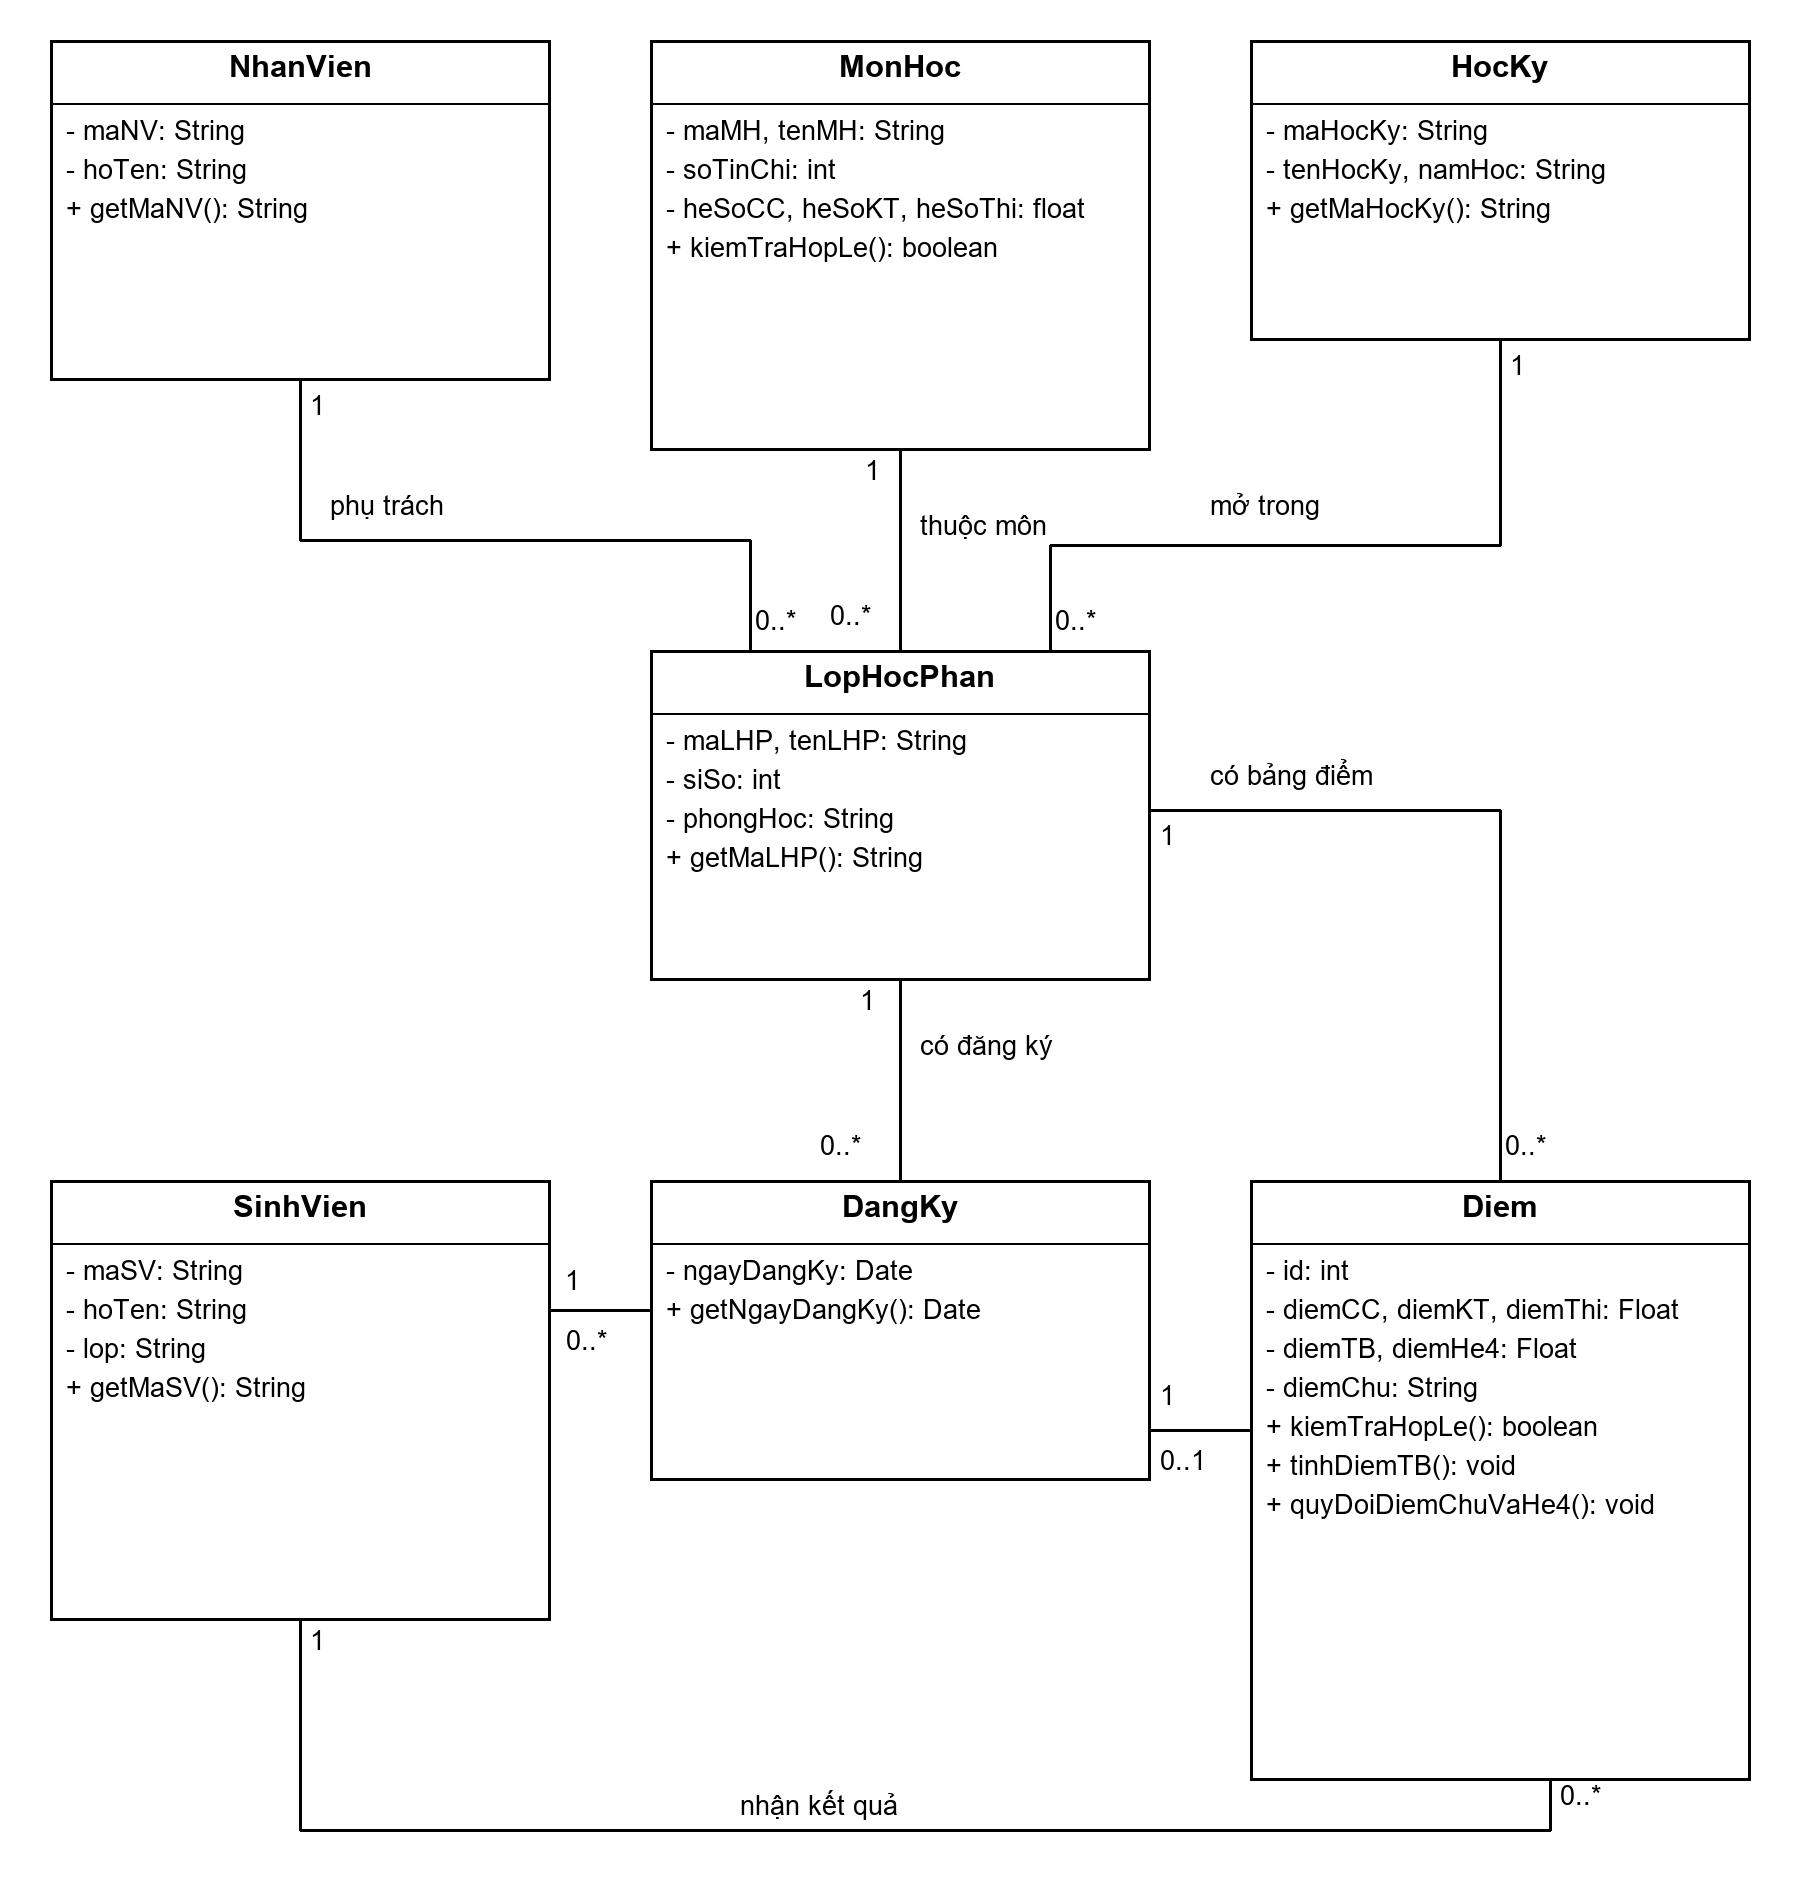 NhanVien
- maNV: String
- hoTen: String
+ getMaNV(): String
MonHoc
- maMH, tenMH: String
- soTinChi: int
- heSoCC, heSoKT, heSoThi: float
+ kiemTraHopLe(): boolean
HocKy
- maHocKy: String
- tenHocKy, namHoc: String
+ getMaHocKy(): String
1
phụ trách
0..*
1
thuộc môn
0..*
1
mở trong
0..*
LopHocPhan
- maLHP, tenLHP: String
- siSo: int
- phongHoc: String
+ getMaLHP(): String
có bảng điểm
1
0..*
1
có đăng ký
0..*
SinhVien
- maSV: String
- hoTen: String
- lop: String
+ getMaSV(): String
1
0..*
DangKy
- ngayDangKy: Date
+ getNgayDangKy(): Date
1
0..1
Diem
- id: int
- diemCC, diemKT, diemThi: Float
- diemTB, diemHe4: Float
- diemChu: String
+ kiemTraHopLe(): boolean
+ tinhDiemTB(): void
+ quyDoiDiemChuVaHe4(): void
1
nhận kết quả
0..*